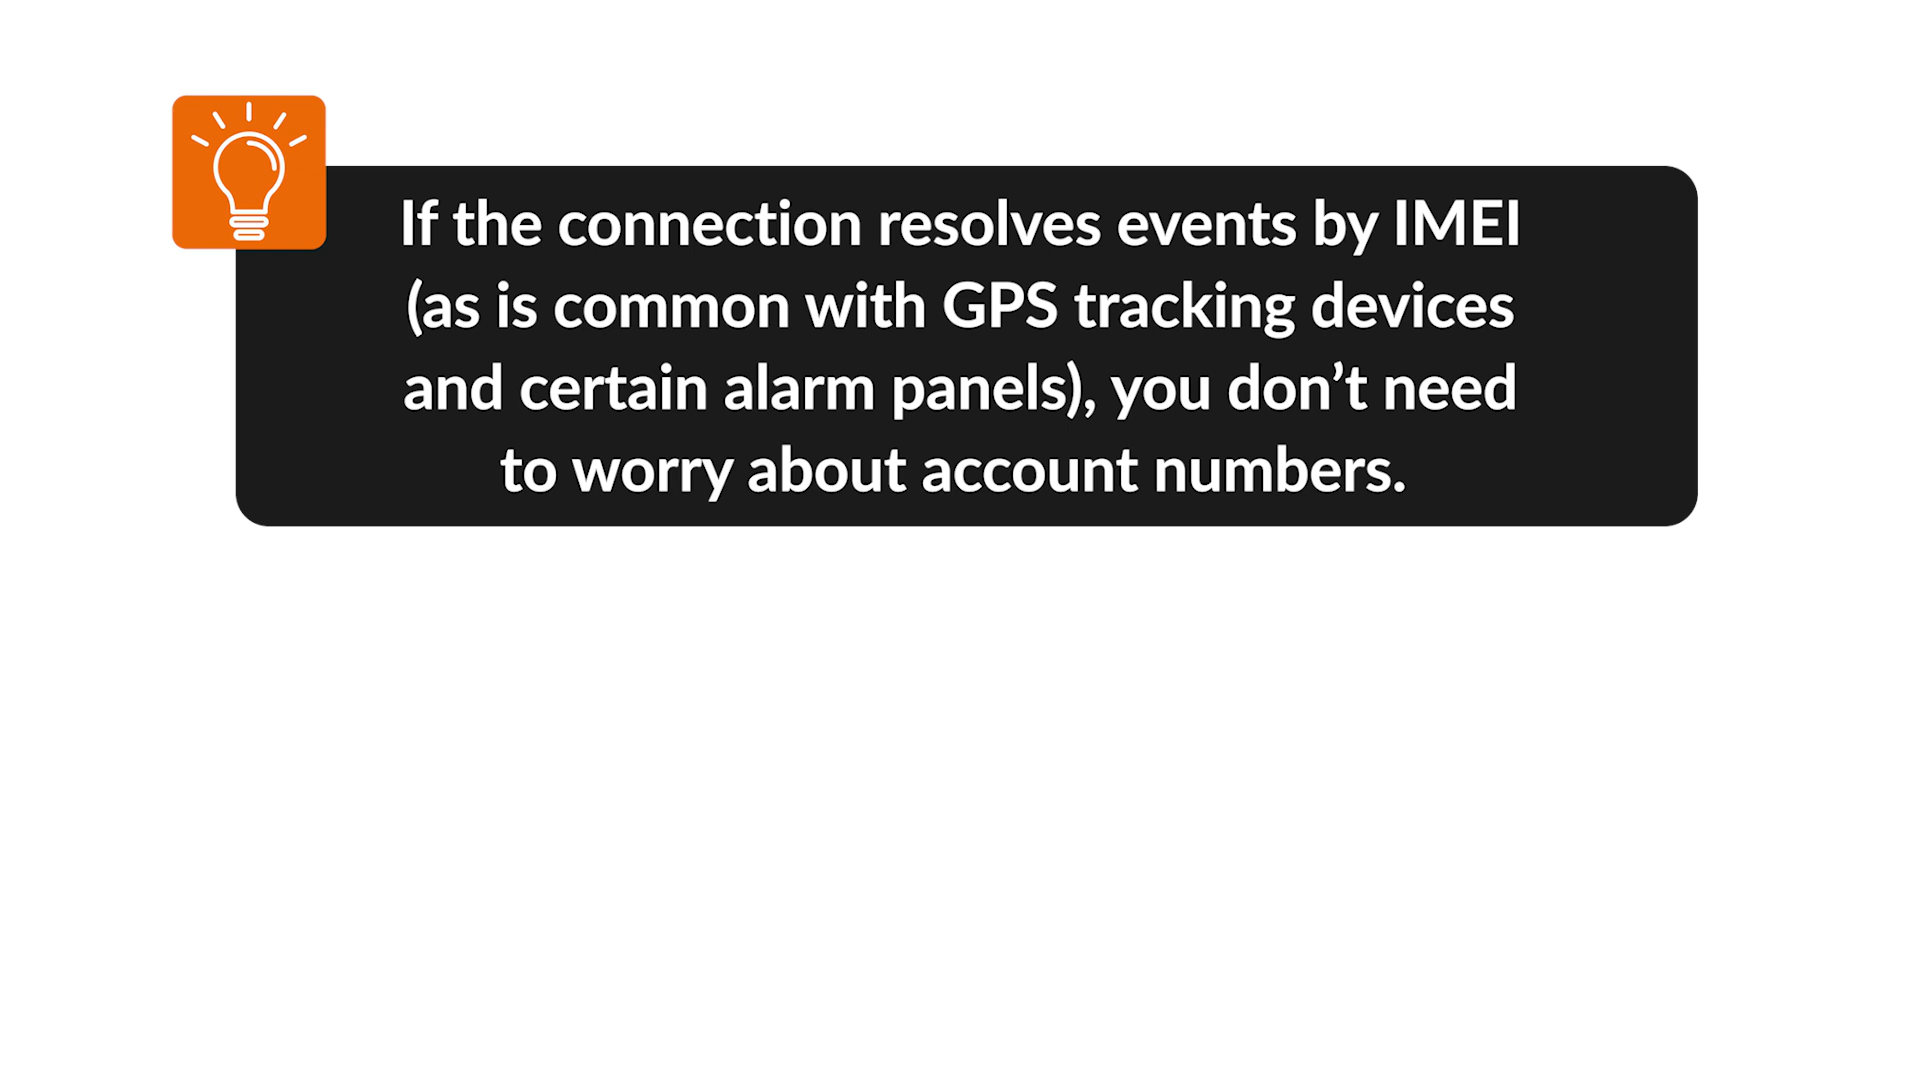 If the connection resolves events by IMEI
(as is common with GPS tracking devices
and certain alarm panels), you don’t need
to worry about account numbers.